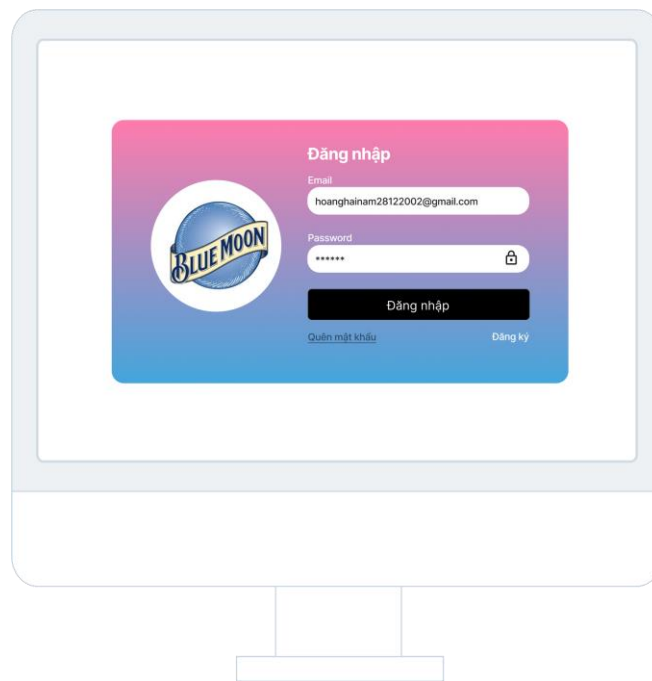 BLUE MOON
Đăng nhập
Email
hoanghainam28122002@gmail.com
Password
******
Đăng nhập
Quên mật khẩu
Đăng ký